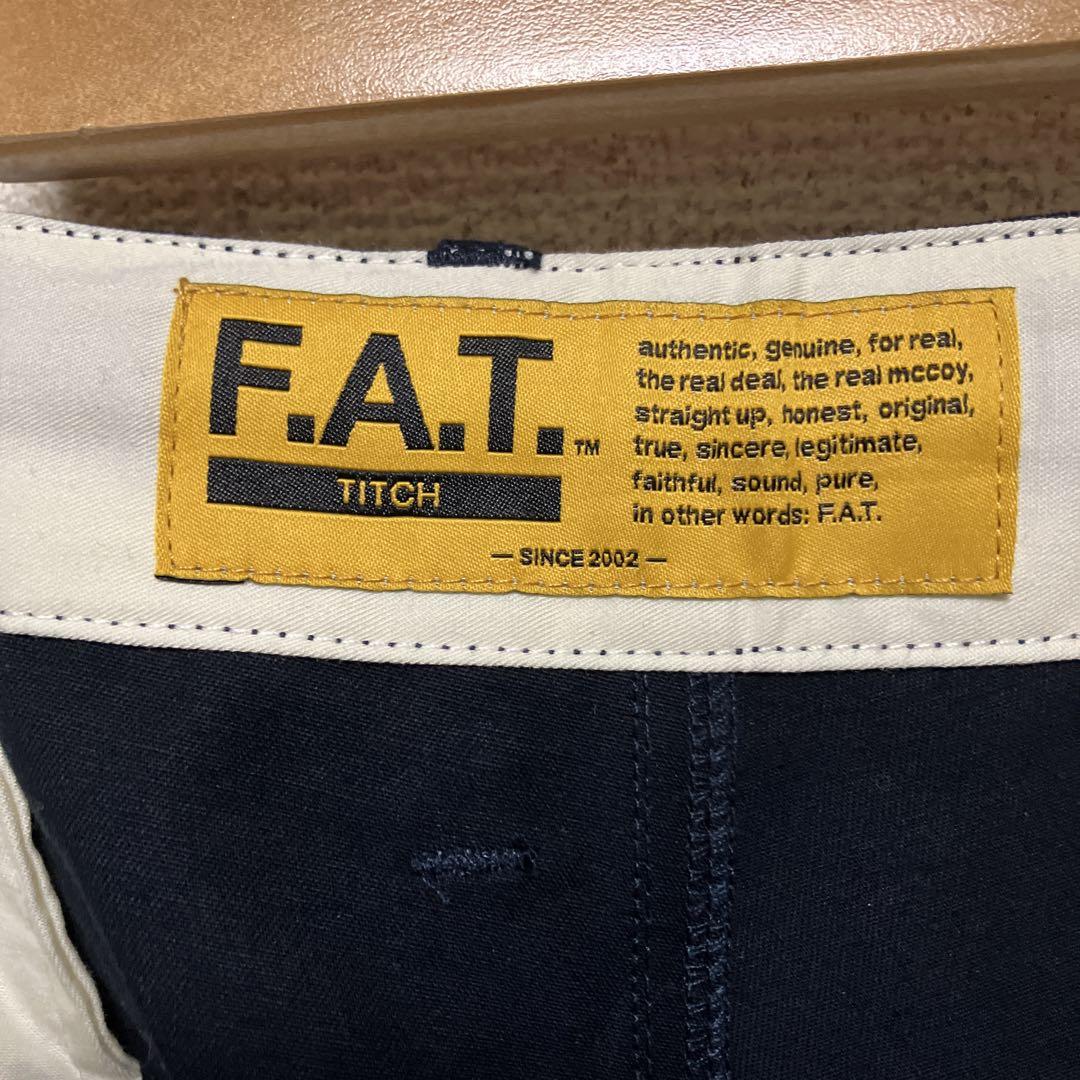 F.A.T.™
TITCH
authentic, genuine, for real,
the real deal, the real mccoy,
straight up, honest, original,
true, sincere, legitimate,
faithful, sound, pure,
in other words: F.A.T.
— SINCE 2002 —